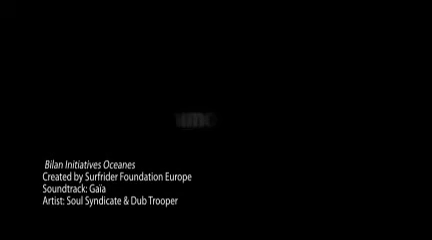 Bilan Initiatives Oceanes
Created by Surfrider Foundation Europe
Soundtrack: Gaïa
Artist: Soul Syndicate & Dub Trooper